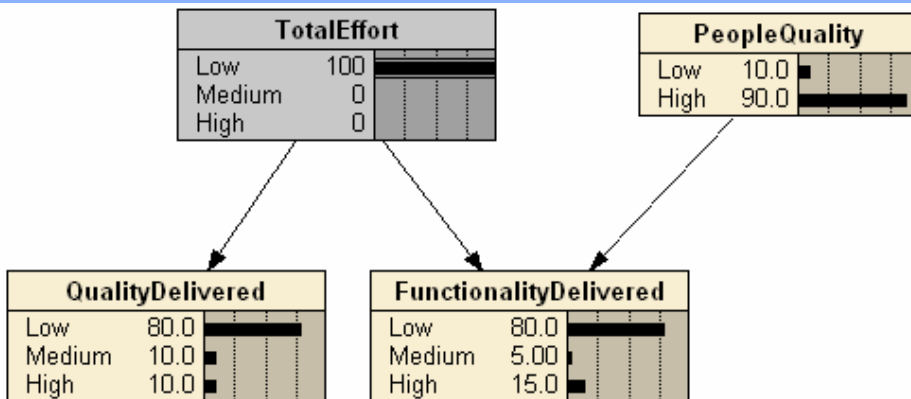 TotalEffort
Low 100
Medium 0
High 0
PeopleQuality
Low 10.0
High 90.0
QualityDelivered
Low 80.0
Medium 10.0
High 10.0
FunctionalityDelivered
Low 80.0
Medium 5.00
High 15.0